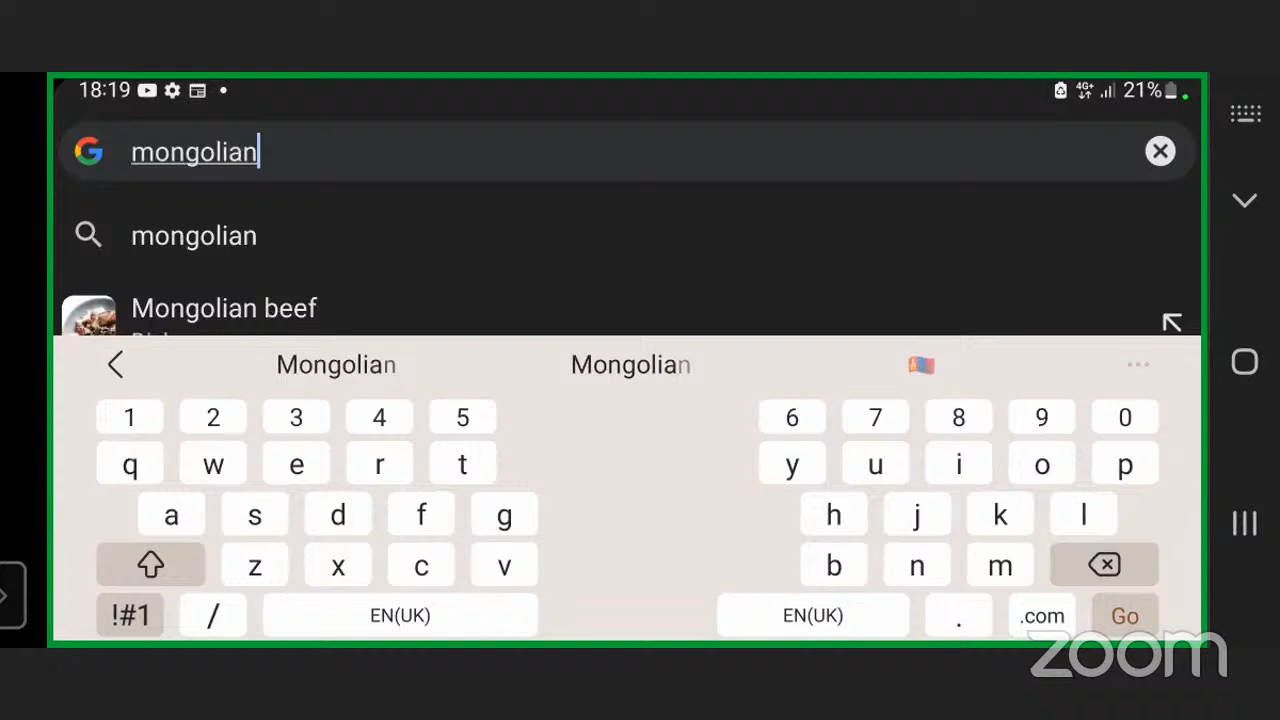 18:19 4G+ 21%
mongolian
mongolian
Mongolian beef
Mongolian Mongolian
1 2 3 4 5 6 7 8 9 0
q w e r t y u i o p
a s d f g h j k l
z x c v b n m
!#1 / EN(UK) EN(UK) . .com Go
zoom